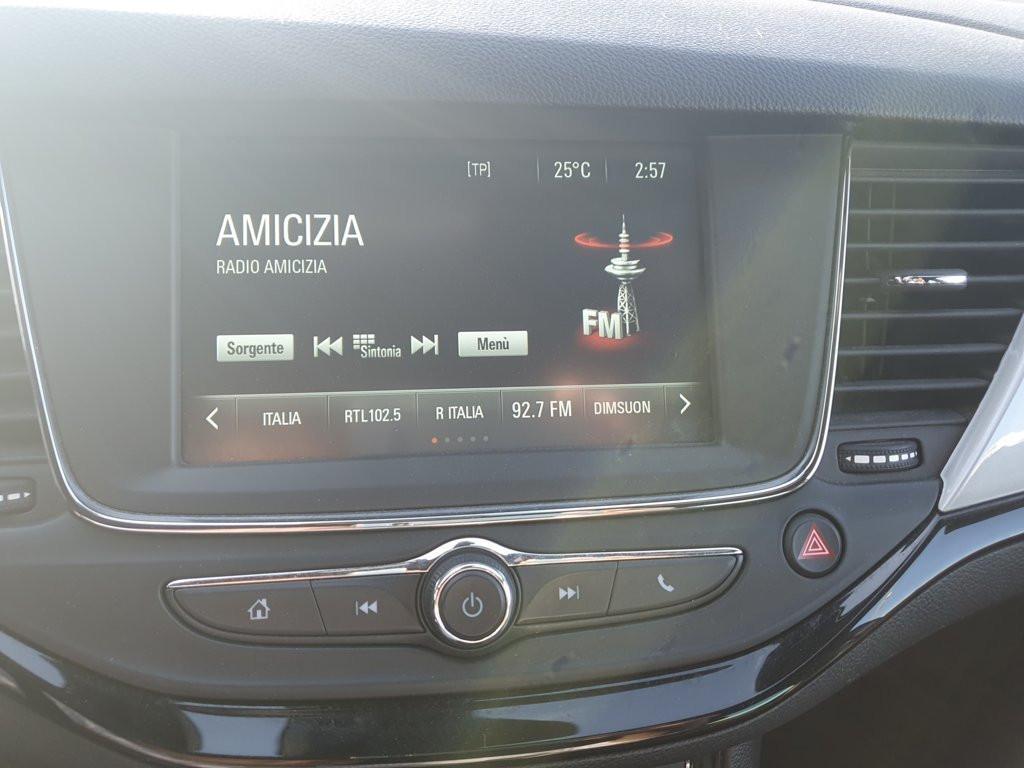 [TP] 25°C 2:57
AMICIZIA
RADIO AMICIZIA
FM
Sorgente Sintonia Menù
ITALIA RTL102.5 R ITALIA 92.7 FM DIMSUON